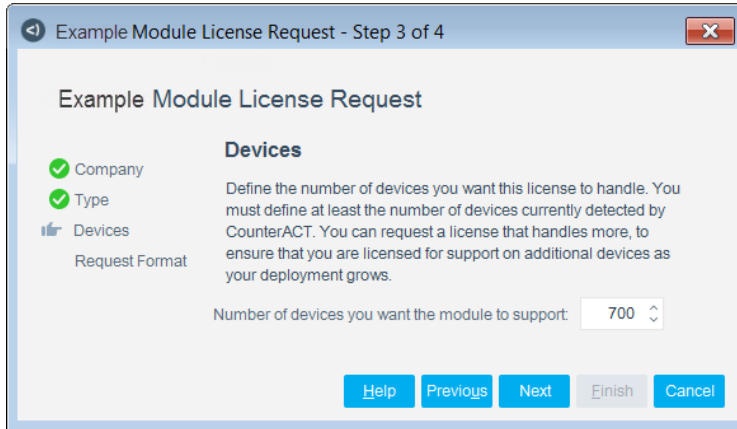 Example Module License Request - Step 3 of 4
Example Module License Request
Company
Type
Devices
Request Format
Devices
Define the number of devices you want this license to handle. You
must define at least the number of devices currently detected by
CounterACT. You can request a license that handles more, to
ensure that you are licensed for support on additional devices as
your deployment grows.
Number of devices you want the module to support: 700
Help Previous Next Finish Cancel